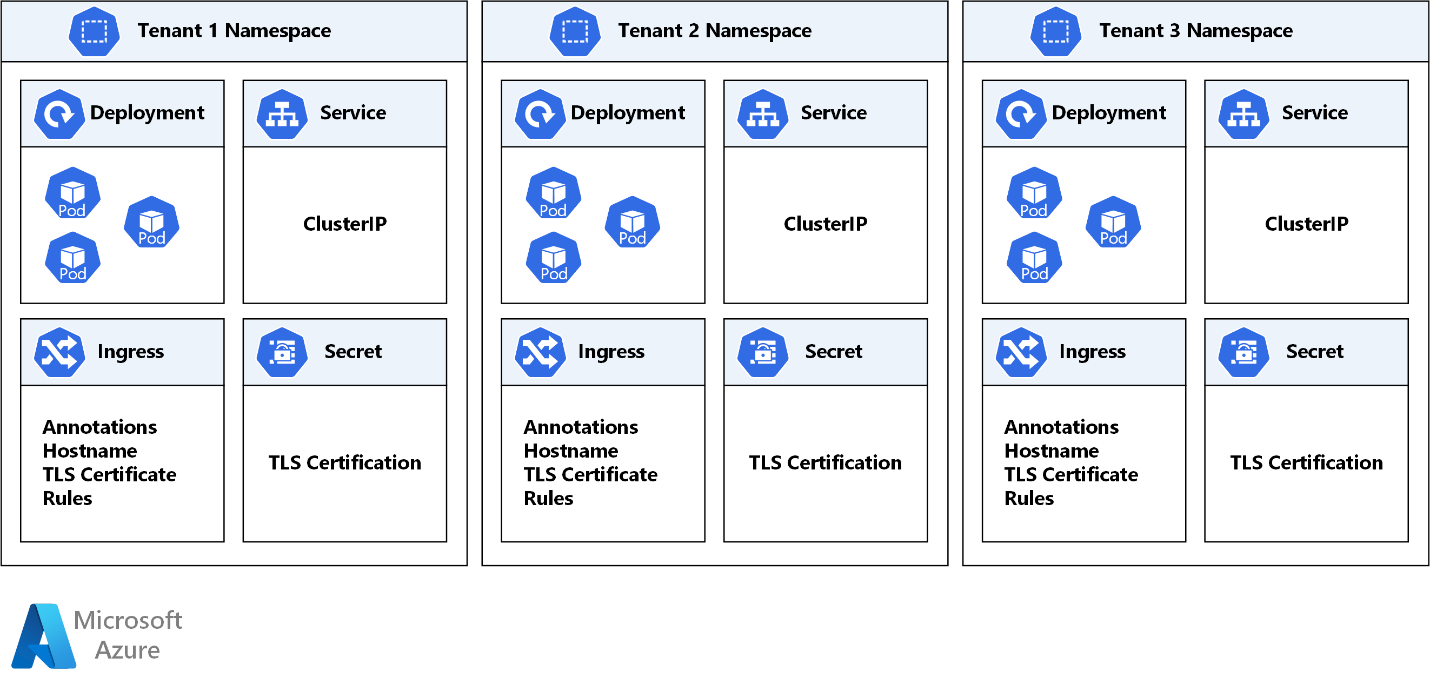 Tenant 1 Namespace
Deployment
Service
Pod
Pod
Pod
ClusterIP
Ingress
Secret
Annotations
Hostname
TLS Certificate
Rules
TLS Certification
Tenant 2 Namespace
Deployment
Service
Pod
Pod
Pod
ClusterIP
Ingress
Secret
Annotations
Hostname
TLS Certificate
Rules
TLS Certification
Tenant 3 Namespace
Deployment
Service
Pod
Pod
Pod
ClusterIP
Ingress
Secret
Annotations
Hostname
TLS Certificate
Rules
TLS Certification
Microsoft
Azure